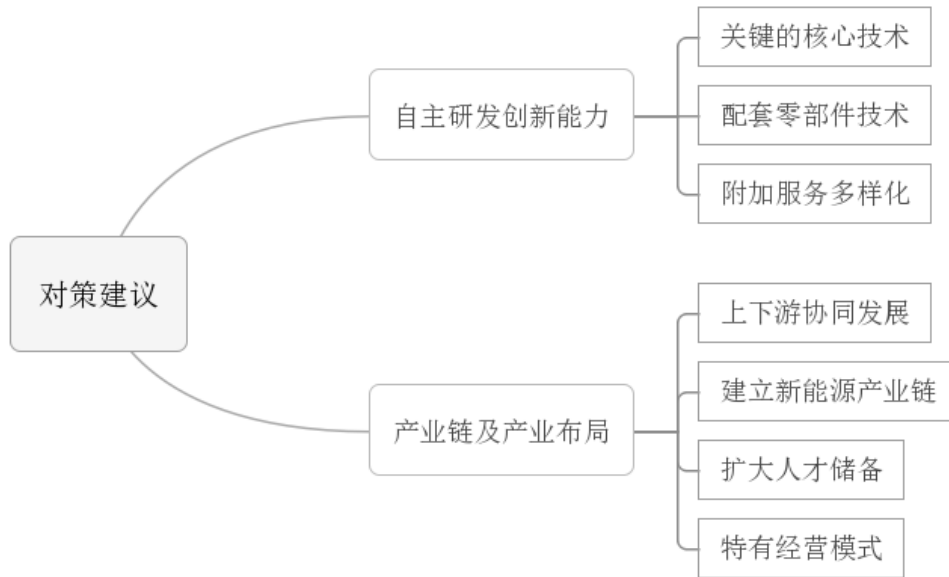 对策建议
自主研发创新能力
关键的核心技术
配套零部件技术
附加服务多样化
产业链及产业布局
上下游协同发展
建立新能源产业链
扩大人才储备
特有经营模式